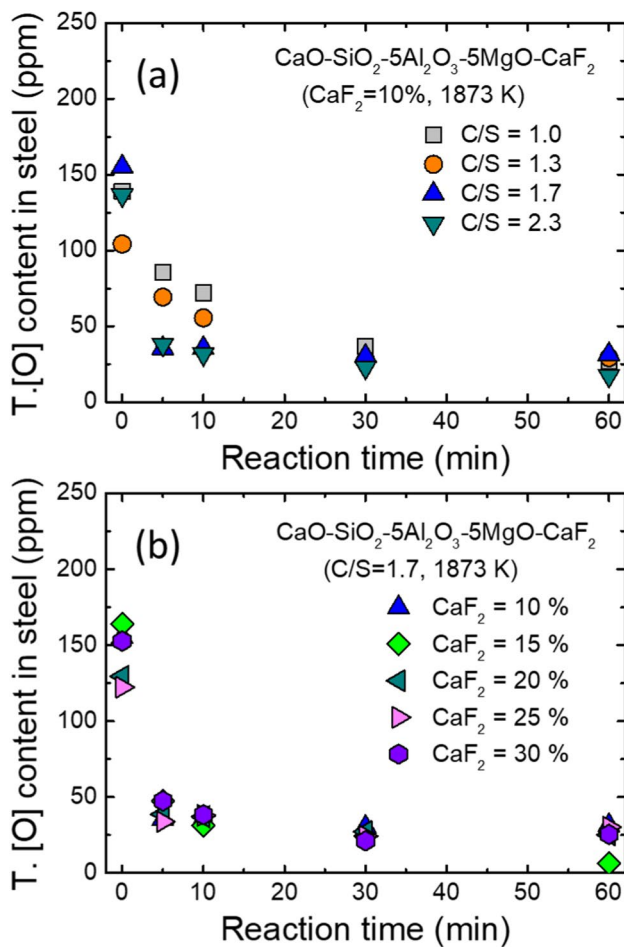 250
200
150
100
50
0
T.[O] content in steel (ppm)
(a)
CaO-SiO₂-5Al₂O₃-5MgO-CaF₂
(CaF₂=10%, 1873 K)
C/S = 1.0
C/S = 1.3
C/S = 1.7
C/S = 2.3
0 10 20 30 40 50 60
Reaction time (min)
250
200
150
100
50
0
T. [O] content in steel (ppm)
(b)
CaO-SiO₂-5Al₂O₃-5MgO-CaF₂
(C/S=1.7, 1873 K)
CaF₂ = 10 %
CaF₂ = 15 %
CaF₂ = 20 %
CaF₂ = 25 %
CaF₂ = 30 %
0 10 20 30 40 50 60
Reaction time (min)